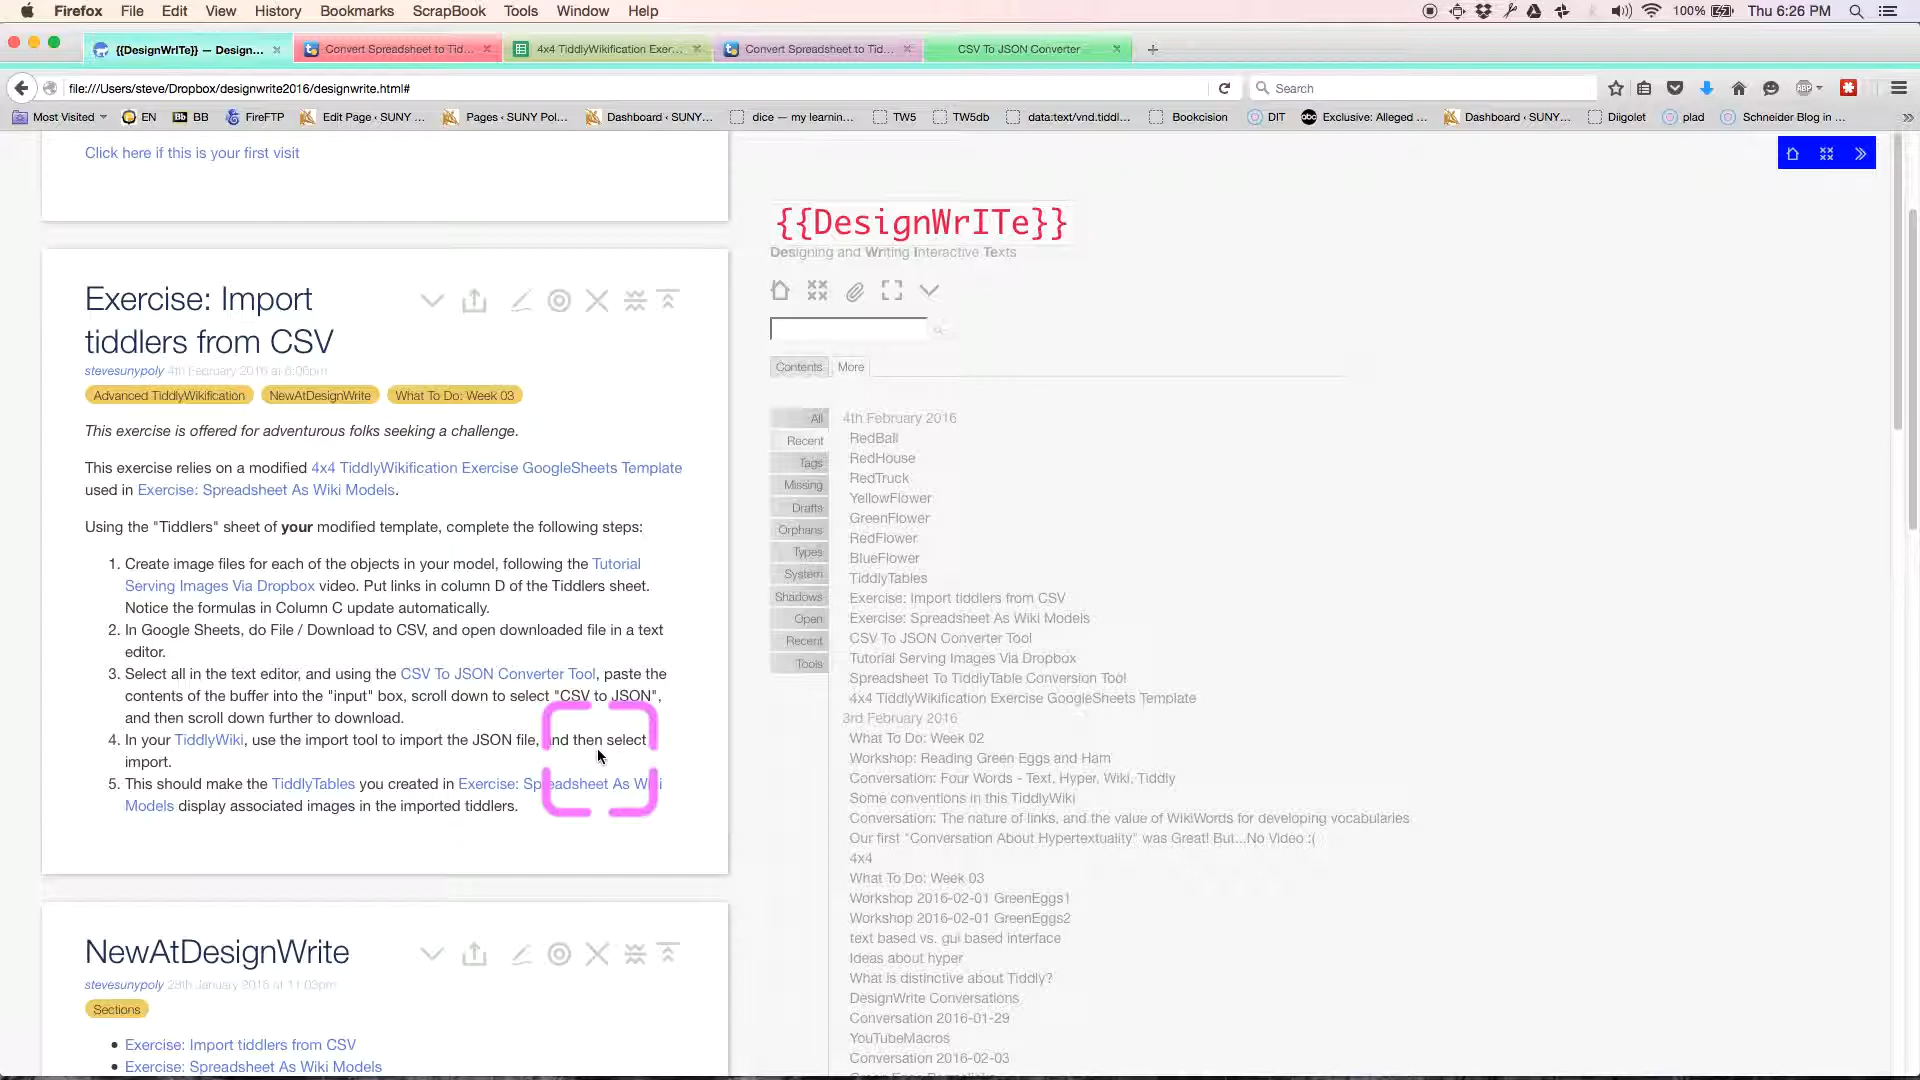 Firefox File Edit View History Bookmarks ScrapBook Tools Window Help 100% Thu 6:26 PM
{{DesignWrITe}} — Design... Convert Spreadsheet to Tid... 4x4 TiddlyWikification Exer... Convert Spreadsheet to Tid... CSV To JSON Converter
file:///Users/steve/Dropbox/designwrite2016/designwrite.html# Search ABP
Most Visited EN Bb BB FireFTP Edit Page ‹ SUNY ... Pages ‹ SUNY Pol... Dashboard ‹ SUNY... dice — my learnin... TW5 TW5db data:text/vnd.tiddl... Bookcision DIT abc Exclusive: Alleged ... Dashboard ‹ SUNY... Diigolet plad Schneider Blog in ...
Click here if this is your first visit
Exercise: Import
tiddlers from CSV
stevesunypoly 4th February 2016 at 6:06pm
Advanced TiddlyWikification NewAtDesignWrite What To Do: Week 03
This exercise is offered for adventurous folks seeking a challenge.
This exercise relies on a modified 4x4 TiddlyWikification Exercise GoogleSheets Template
used in Exercise: Spreadsheet As Wiki Models.
Using the "Tiddlers" sheet of your modified template, complete the following steps:
1. Create image files for each of the objects in your model, following the Tutorial
Serving Images Via Dropbox video. Put links in column D of the Tiddlers sheet.
Notice the formulas in Column C update automatically.
2. In Google Sheets, do File / Download to CSV, and open downloaded file in a text
editor.
3. Select all in the text editor, and using the CSV To JSON Converter Tool, paste the
contents of the buffer into the "input" box, scroll down to select "CSV to JSON",
and then scroll down further to download.
4. In your TiddlyWiki, use the import tool to import the JSON file, and then select
import.
5. This should make the TiddlyTables you created in Exercise: Spreadsheet As Wiki
Models display associated images in the imported tiddlers.
NewAtDesignWrite
stevesunypoly 28th January 2016 at 11:03pm
Sections
• Exercise: Import tiddlers from CSV
• Exercise: Spreadsheet As Wiki Models
{{DesignWrITe}}
Designing and Writing Interactive Texts
Contents More
All
Recent
Tags
Missing
Drafts
Orphans
Types
System
Shadows
Open
Recent
Tools
4th February 2016
RedBall
RedHouse
RedTruck
YellowFlower
GreenFlower
RedFlower
BlueFlower
TiddlyTables
Exercise: Import tiddlers from CSV
Exercise: Spreadsheet As Wiki Models
CSV To JSON Converter Tool
Tutorial Serving Images Via Dropbox
Spreadsheet To TiddlyTable Conversion Tool
4x4 TiddlyWikification Exercise GoogleSheets Template
3rd February 2016
What To Do: Week 02
Workshop: Reading Green Eggs and Ham
Conversation: Four Words - Text, Hyper, Wiki, Tiddly
Some conventions in this TiddlyWiki
Conversation: The nature of links, and the value of WikiWords for developing vocabularies
Our first "Conversation About Hypertextuality" was Great! But...No Video :(
4x4
What To Do: Week 03
Workshop 2016-02-01 GreenEggs1
Workshop 2016-02-01 GreenEggs2
text based vs. gui based interface
Ideas about hyper
What is distinctive about Tiddly?
DesignWrite Conversations
Conversation 2016-01-29
YouTubeMacros
Conversation 2016-02-03